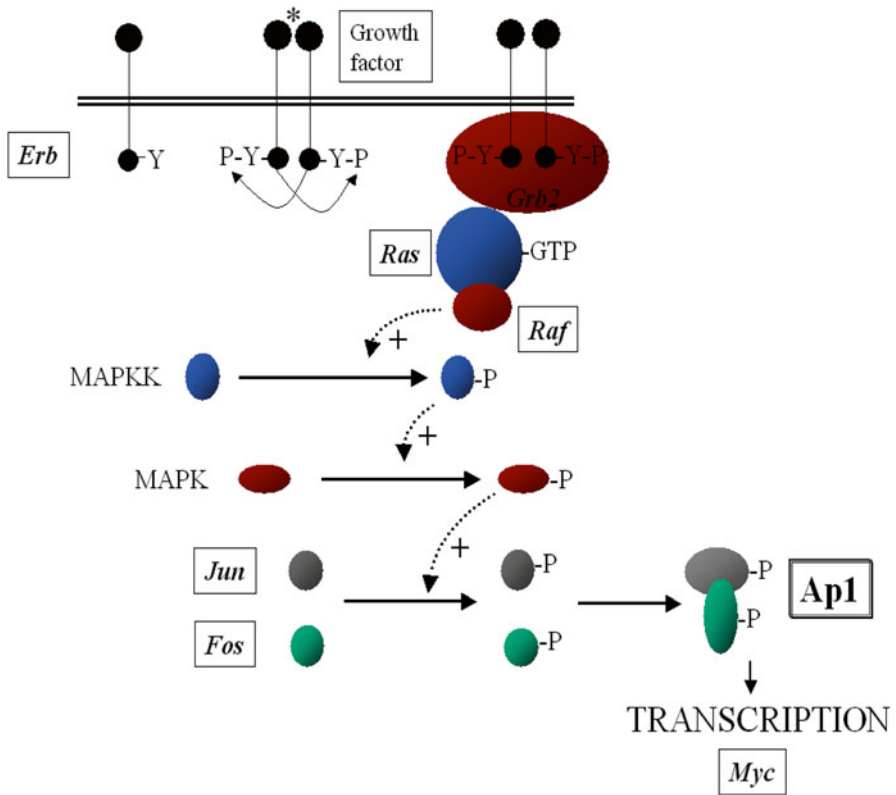 *
Growth
factor
Erb
Y
P-Y-
-Y-P
P-Y-
-Y-P
Grb2
Ras
-GTP
Raf
+
MAPKK
-P
+
MAPK
-P
+
Jun
-P
-P
Ap1
Fos
-P
-P
TRANSCRIPTION
Myc